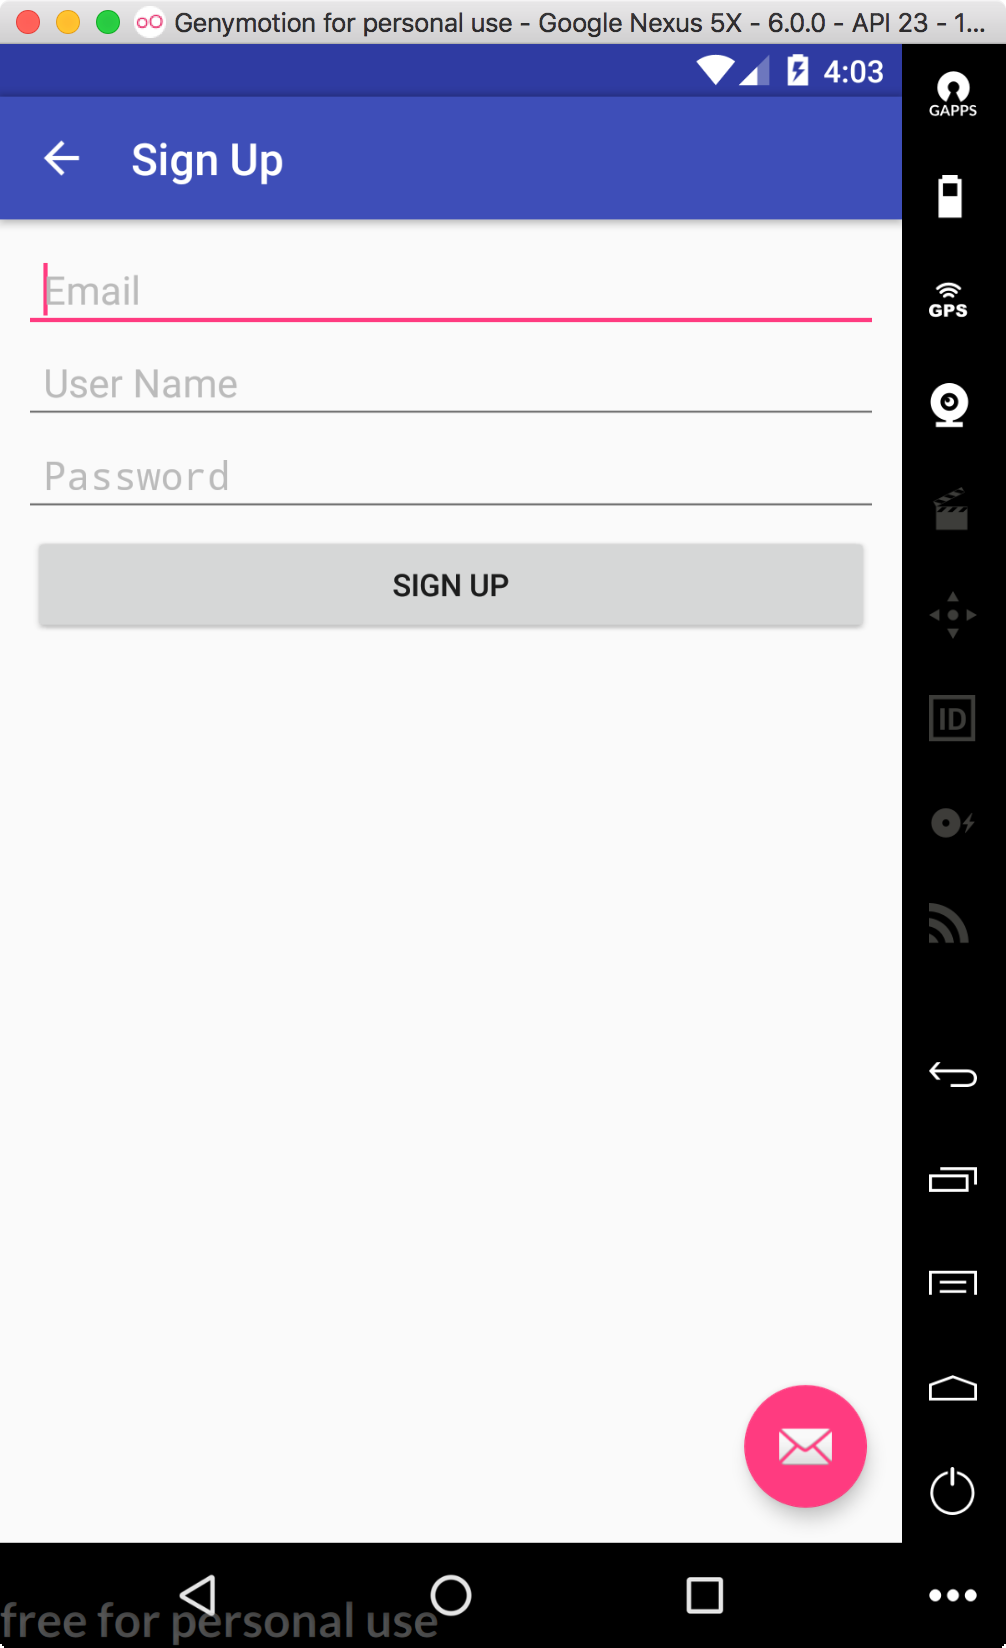 Genymotion for personal use - Google Nexus 5X - 6.0.0 - API 23 - 1...
4:03
GAPPS
Sign Up
GPS
Email
User Name
Password
SIGN UP
ID
free for personal use